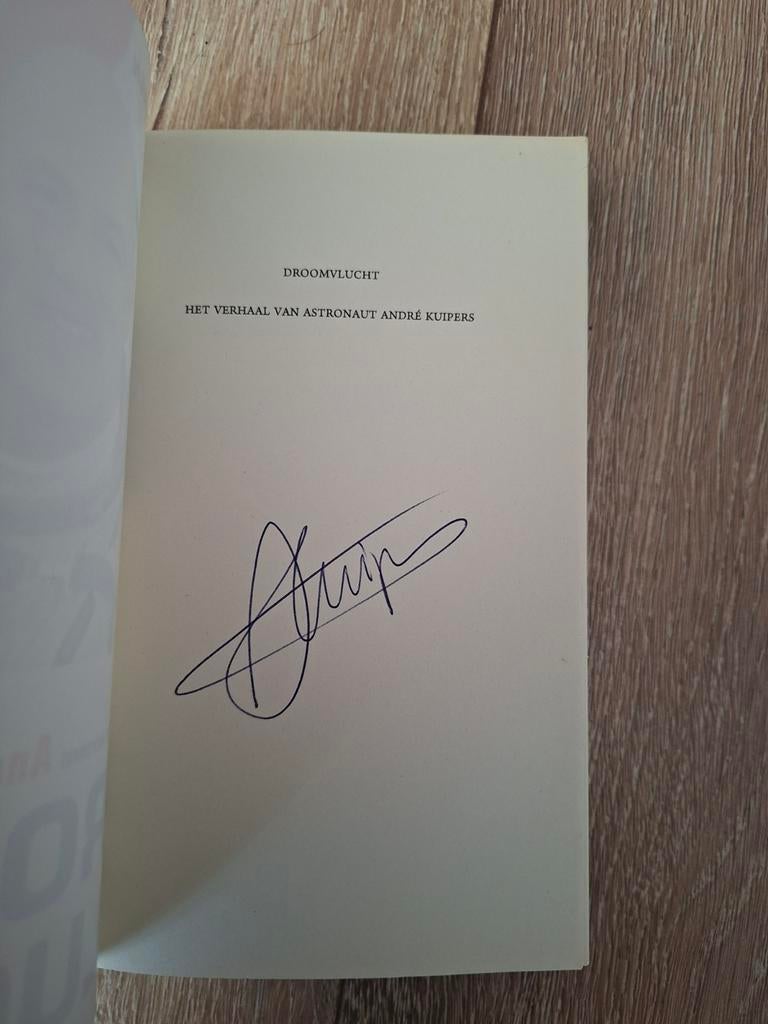 DROOMVLUCHT
HET VERHAAL VAN ASTRONAUT ANDRÉ KUIPERS